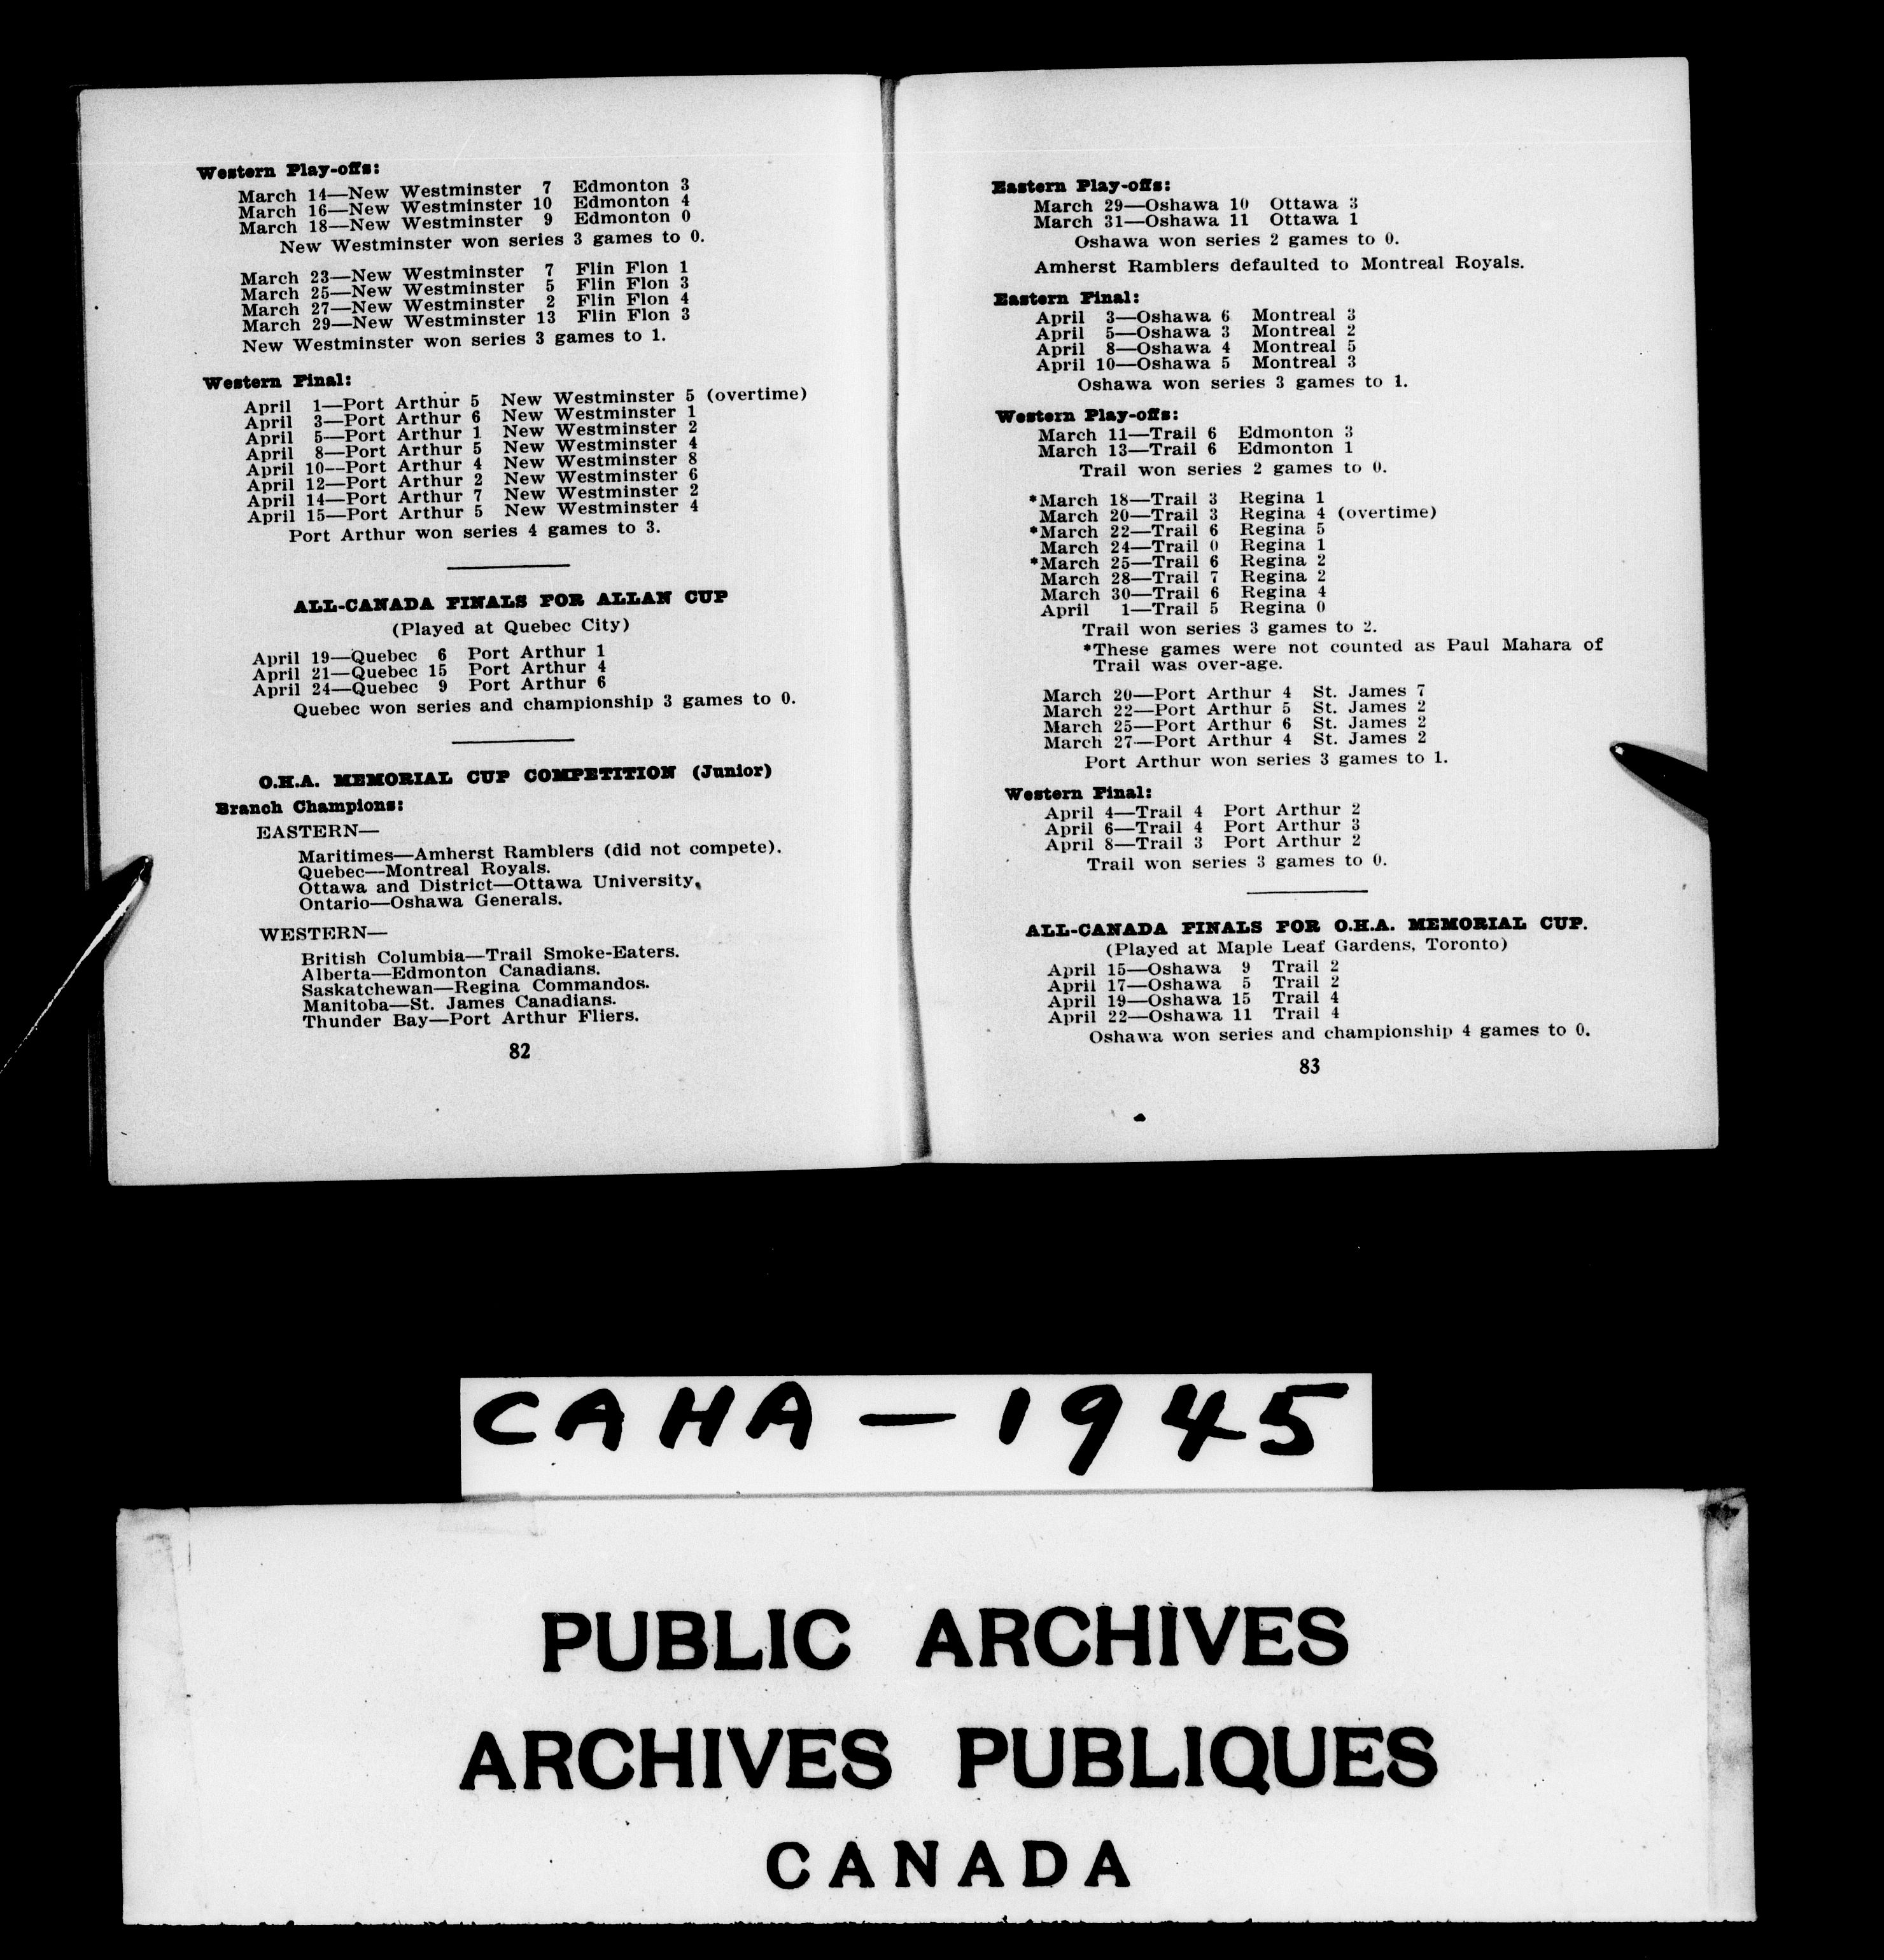 Western Play-offs:
March 14—New Westminster 7 Edmonton 3
March 16—New Westminster 10 Edmonton 4
March 18—New Westminster 9 Edmonton 0
New Westminster won series 3 games to 0.
March 23—New Westminster 7 Flin Flon 1
March 25—New Westminster 5 Flin Flon 3
March 27—New Westminster 2 Flin Flon 4
March 29—New Westminster 13 Flin Flon 3
New Westminster won series 3 games to 1.
Western Final:
April 1—Port Arthur 5 New Westminster 5 (overtime)
April 3—Port Arthur 6 New Westminster 1
April 5—Port Arthur 1 New Westminster 2
April 8—Port Arthur 5 New Westminster 4
April 10--Port Arthur 4 New Westminster 8
April 12—Port Arthur 2 New Westminster 6
April 14—Port Arthur 7 New Westminster 2
April 15—Port Arthur 5 New Westminster 4
Port Arthur won series 4 games to 3.
ALL-CANADA FINALS FOR ALLAN CUP
(Played at Quebec City)
April 19—Quebec 6 Port Arthur 1
April 21—Quebec 15 Port Arthur 4
April 24—Quebec 9 Port Arthur 6
Quebec won series and championship 3 games to 0.
O.H.A. MEMORIAL CUP COMPETITION (Junior)
Branch Champions:
EASTERN—
Maritimes—Amherst Ramblers (did not compete).
Quebec—Montreal Royals.
Ottawa and District—Ottawa University.
Ontario—Oshawa Generals.
WESTERN—
British Columbia—Trail Smoke-Eaters.
Alberta—Edmonton Canadians.
Saskatchewan—Regina Commandos.
Manitoba—St. James Canadians.
Thunder Bay—Port Arthur Fliers.
82
Eastern Play-offs:
March 29—Oshawa 10 Ottawa 3
March 31—Oshawa 11 Ottawa 1
Oshawa won series 2 games to 0.
Amherst Ramblers defaulted to Montreal Royals.
Eastern Final:
April 3—Oshawa 6 Montreal 3
April 5—Oshawa 3 Montreal 2
April 8—Oshawa 4 Montreal 5
April 10—Oshawa 5 Montreal 3
Oshawa won series 3 games to 1.
Western Play-offs:
March 11—Trail 6 Edmonton 3
March 13—Trail 6 Edmonton 1
Trail won series 2 games to 0.
*March 18—Trail 3 Regina 1
March 20—Trail 3 Regina 4 (overtime)
*March 22—Trail 6 Regina 5
March 24—Trail 0 Regina 1
*March 25—Trail 6 Regina 2
March 28—Trail 7 Regina 2
March 30—Trail 6 Regina 4
April 1—Trail 5 Regina 0
Trail won series 3 games to 2.
*These games were not counted as Paul Mahara of
Trail was over-age.
March 20—Port Arthur 4 St. James 7
March 22—Port Arthur 5 St. James 2
March 25—Port Arthur 6 St. James 2
March 27—Port Arthur 4 St. James 2
Port Arthur won series 3 games to 1.
Western Final:
April 4—Trail 4 Port Arthur 2
April 6—Trail 4 Port Arthur 3
April 8—Trail 3 Port Arthur 2
Trail won series 3 games to 0.
ALL-CANADA FINALS FOR O.H.A. MEMORIAL CUP.
(Played at Maple Leaf Gardens, Toronto)
April 15—Oshawa 9 Trail 2
April 17—Oshawa 5 Trail 2
April 19—Oshawa 15 Trail 4
April 22—Oshawa 11 Trail 4
Oshawa won series and championship 4 games to 0.
83
CAHA — 1945
PUBLIC ARCHIVES
ARCHIVES PUBLIQUES
CANADA